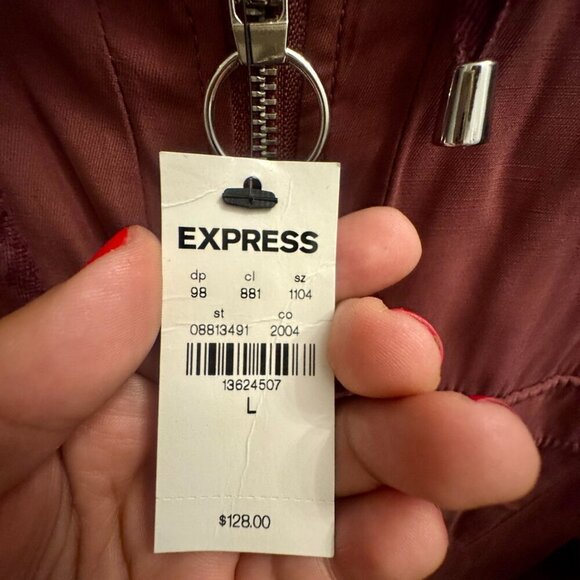 EXPRESS
dp cl sz
98 881 1104
st co
08813491 2004
13624507
L
$128.00